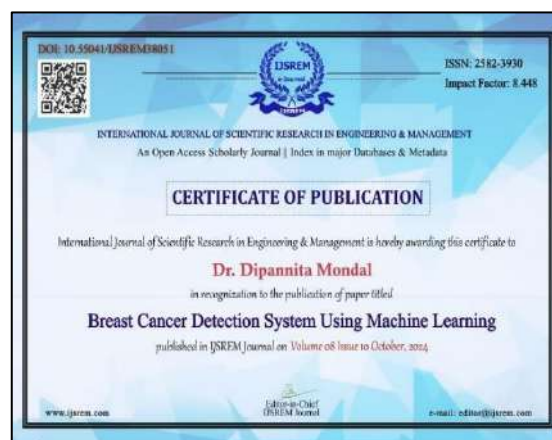 DOI: 10.55041/IJSREM38051
IJSREM
e-Journal
IJSREM
ISSN: 2582-3930
Impact Factor: 8.448
INTERNATIONAL JOURNAL OF SCIENTIFIC RESEARCH IN ENGINEERING & MANAGEMENT
An Open Access Scholarly Journal || Index in major Databases & Metadata
CERTIFICATE OF PUBLICATION
International Journal of Scientific Research in Engineering & Management is hereby awarding this certificate to
Dr. Dipannita Mondal
in recognization to the publication of paper titled
Breast Cancer Detection System Using Machine Learning
published in IJSREM Journal on Volume 08 Issue 10 October, 2024
Editor-in-Chief
IJSREM Journal
www.ijsrem.com
e-mail: editor@ijsrem.com